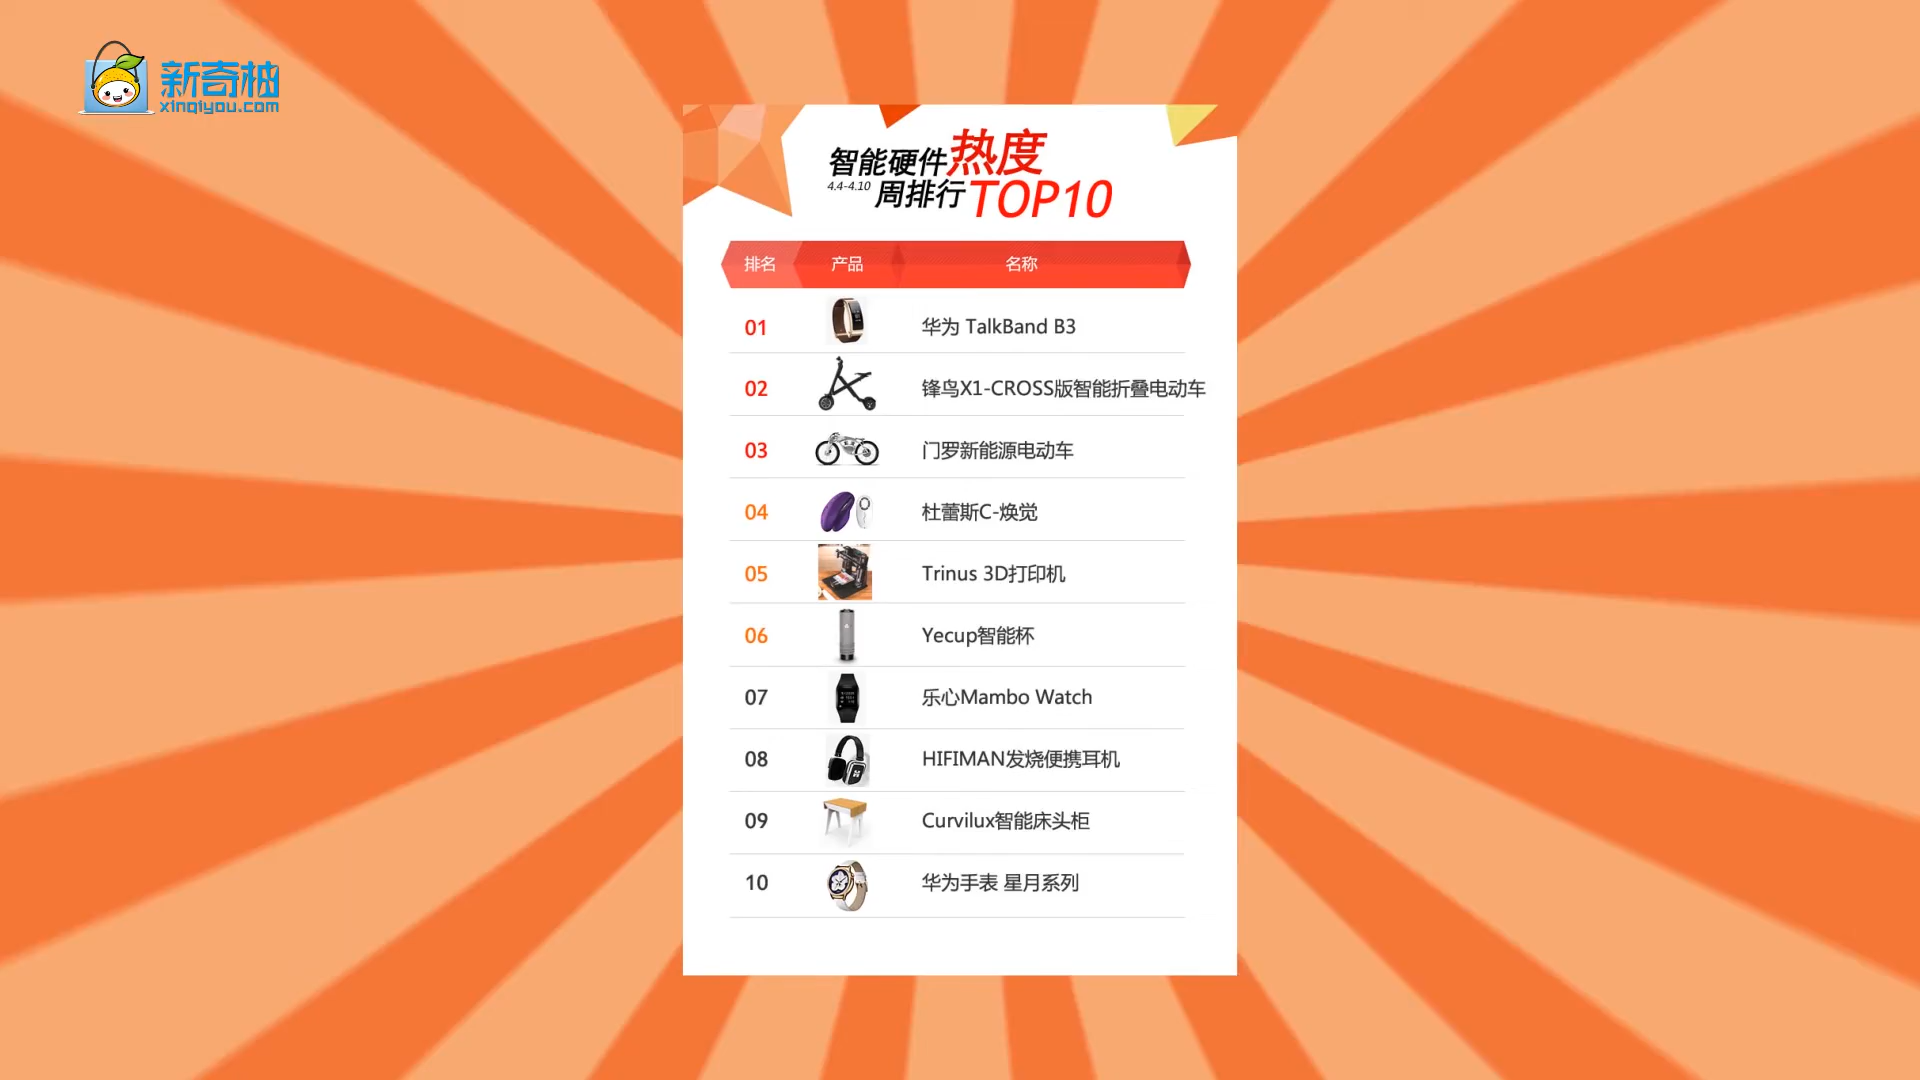 新奇柚
xinqiyou.com
智能硬件热度
4.4-4.10 周排行TOP10
排名 产品 名称
01 华为 TalkBand B3
02 锋鸟X1-CROSS版智能折叠电动车
03 门罗新能源电动车
04 杜蕾斯C-焕觉
05 Trinus 3D打印机
06 Yecup智能杯
07 乐心Mambo Watch
08 HIFIMAN发烧便携耳机
09 Curvilux智能床头柜
10 华为手表 星月系列